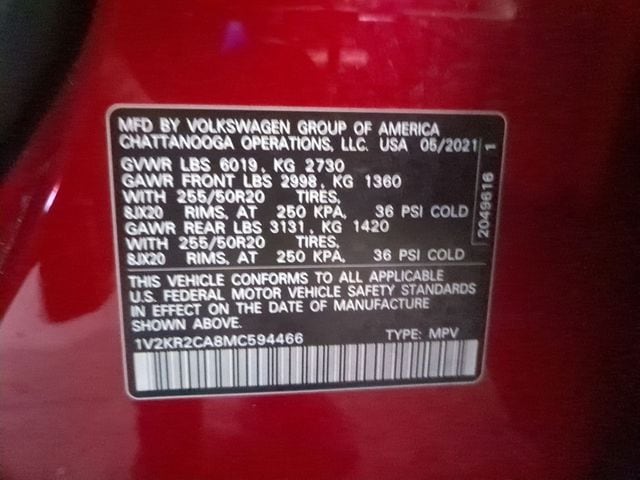 MFD BY VOLKSWAGEN GROUP OF AMERICA
CHATTANOOGA OPERATIONS, LLC. USA 05/2021
GVWR LBS 6019, KG 2730
GAWR FRONT LBS 2998, KG 1360
WITH 255/50R20 TIRES,
8JX20 RIMS, AT 250 KPA, 36 PSI COLD
GAWR REAR LBS 3131, KG 1420
WITH 255/50R20 TIRES,
8JX20 RIMS, AT 250 KPA, 36 PSI COLD
THIS VEHICLE CONFORMS TO ALL APPLICABLE
U.S. FEDERAL MOTOR VEHICLE SAFETY STANDARDS
IN EFFECT ON THE DATE OF MANUFACTURE
SHOWN ABOVE.
1V2KR2CA8MC594466 TYPE: MPV
2049616 1